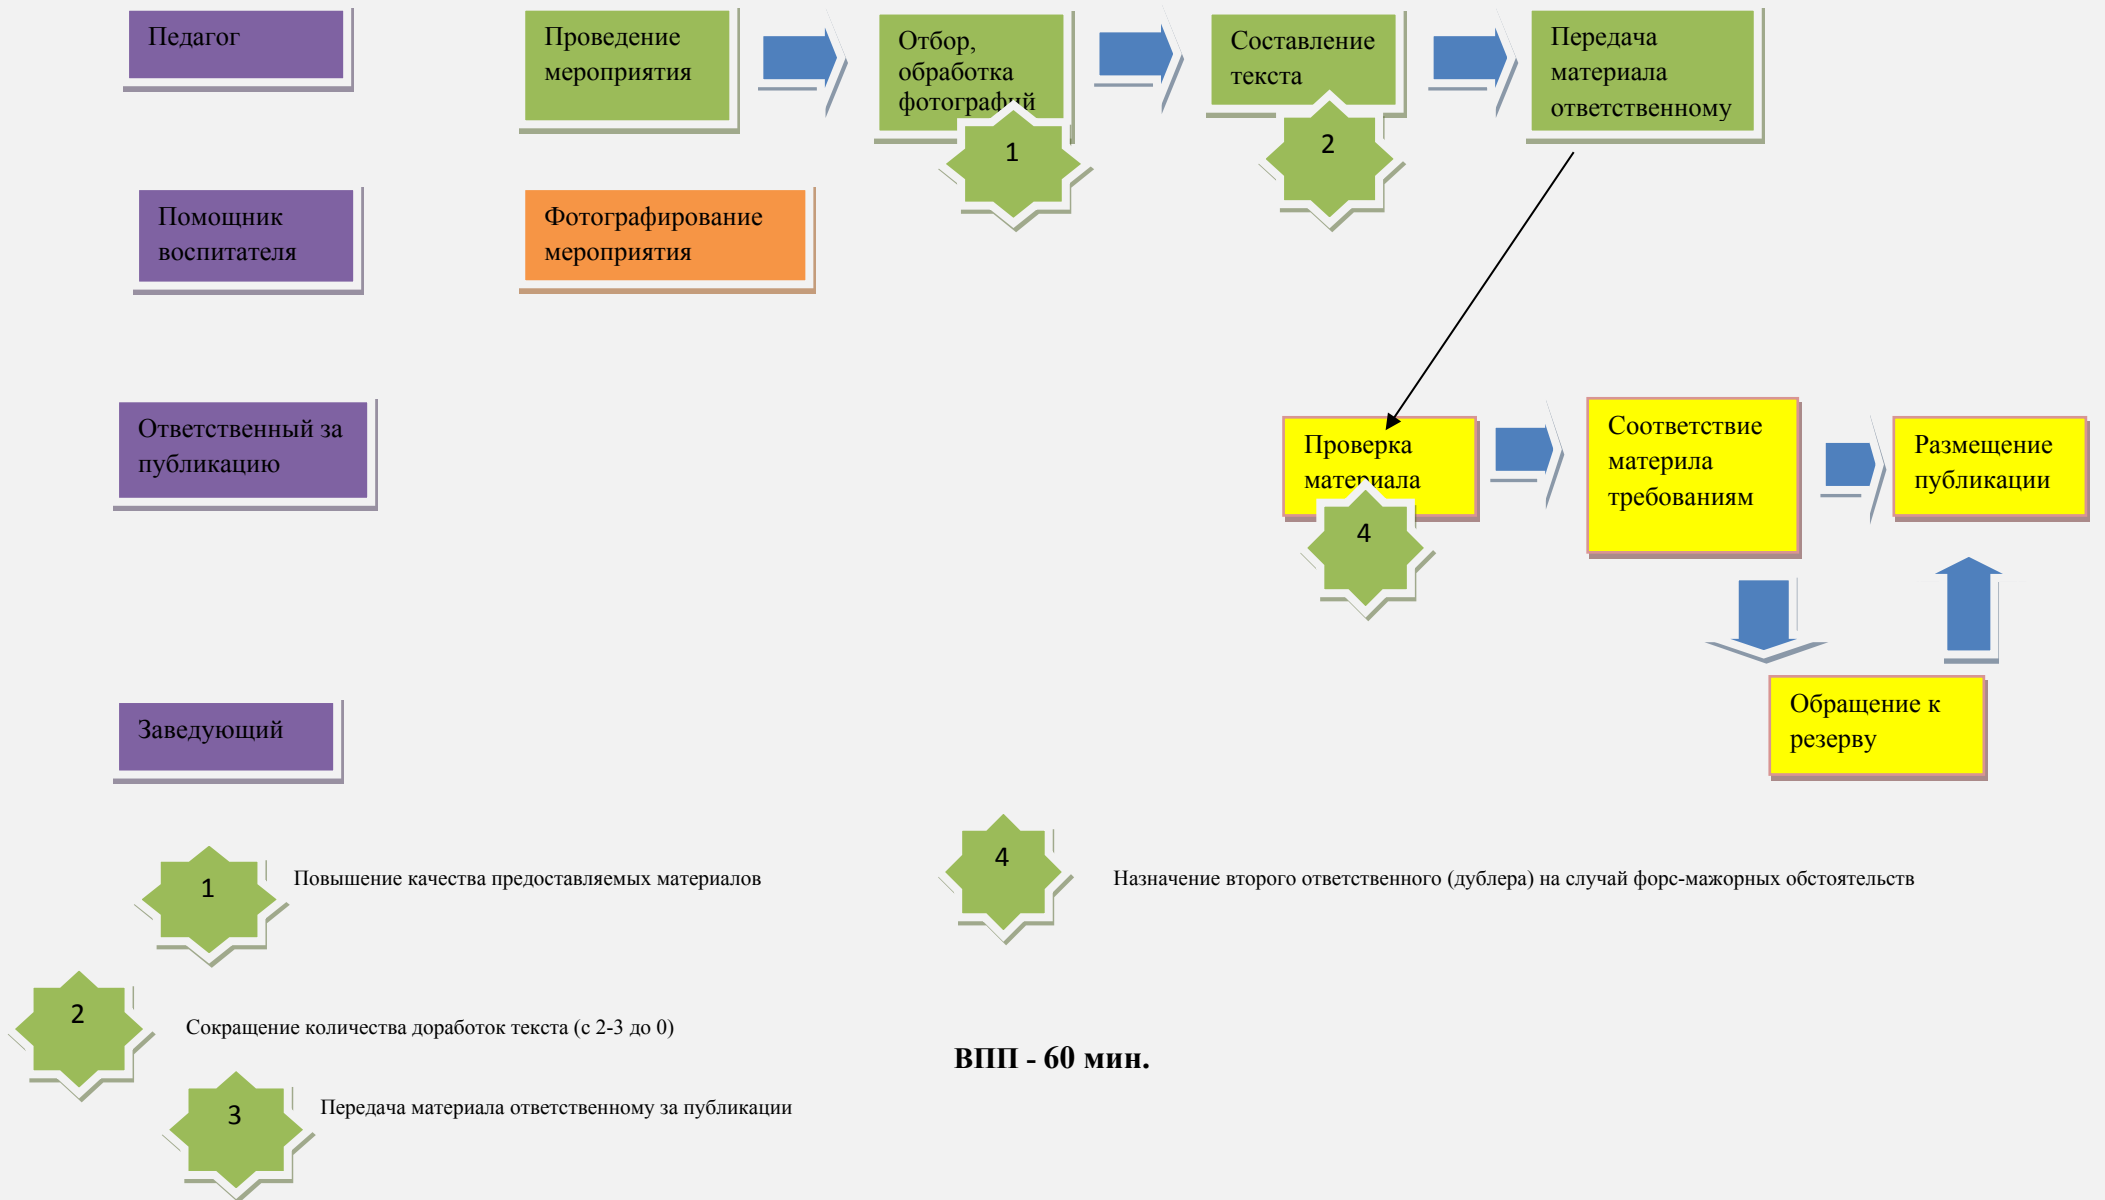 Педагог
Проведение
мероприятия
Отбор,
обработка
фотографий
1
Составление
текста
2
Передача
материала
ответственному
Помощник
воспитателя
Фотографирование
мероприятия
Ответственный за
публикацию
Проверка
материала
4
Соответствие
материла
требованиям
Размещение
публикации
Заведующий
Обращение к
резерву
1
Повышение качества предоставляемых материалов
4
Назначение второго ответственного (дублера) на случай форс-мажорных обстоятельств
2
Сокращение количества доработок текста (с 2-3 до 0)
ВПП - 60 мин.
3
Передача материала ответственному за публикации